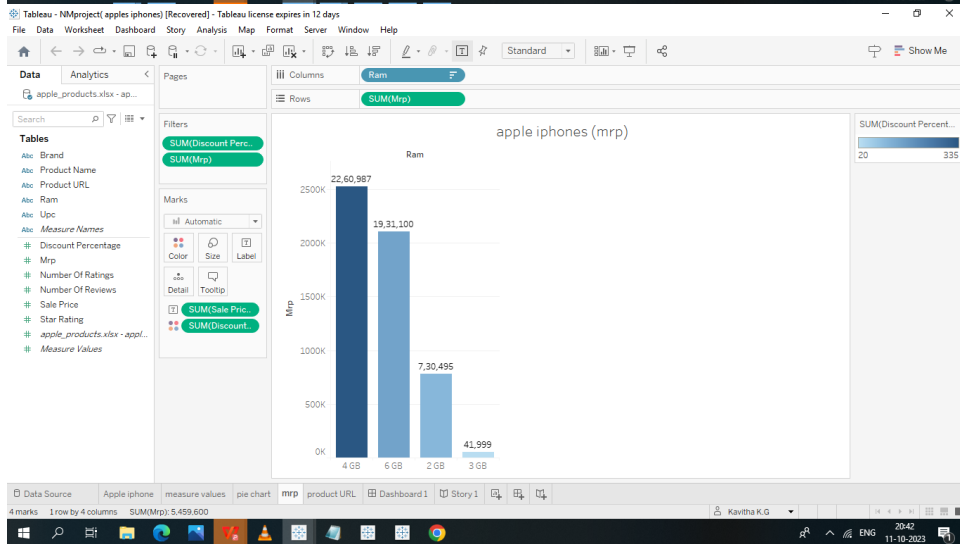 Tableau - NMproject( apples iphones) [Recovered] - Tableau license expires in 12 days
File Data Worksheet Dashboard Story Analysis Map Format Server Window Help
Standard
Show Me
Data Analytics
apple_products.xlsx - ap...
Search
Tables
Abc Brand
Abc Product Name
Abc Product URL
Abc Ram
Abc Upc
Abc Measure Names
# Discount Percentage
# Mrp
# Number Of Ratings
# Number Of Reviews
# Sale Price
# Star Rating
# apple_products.xlsx - appl...
# Measure Values
Pages
Filters
SUM(Discount Perc..
SUM(Mrp)
Marks
Automatic
Color Size Label
Detail Tooltip
SUM(Sale Pric..
SUM(Discount..
Columns Ram
Rows SUM(Mrp)
apple iphones (mrp)
Ram
22,60,987
2500K
19,31,100
2000K
1500K
Mrp
1000K
7,30,495
500K
41,999
0K
4 GB 6 GB 2 GB 3 GB
SUM(Discount Percent...
20 335
Data Source Apple iphone measure values pie chart mrp product URL Dashboard 1 Story 1
4 marks 1 row by 4 columns SUM(Mrp): 5,459,600
Kavitha K.G
ENG
20:42
11-10-2023
1